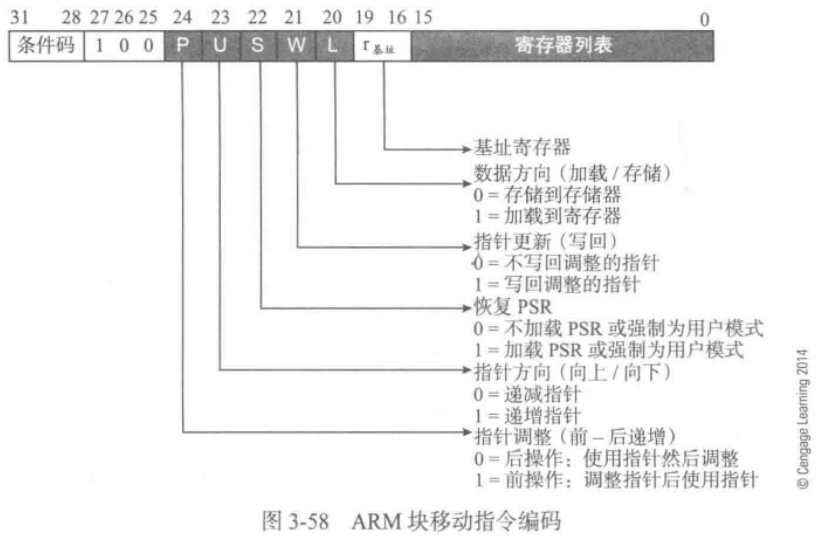 31 28 27 26 25 24 23 22 21 20 19 16 15 0
条件码 1 0 0 P U S W L r基址 寄存器列表
基址寄存器
数据方向（加载 / 存储）
0 = 存储到存储器
1 = 加载到寄存器
指针更新（写回）
0 = 不写回调整的指针
1 = 写回调整的指针
恢复 PSR
0 = 不加载 PSR 或强制为用户模式
1 = 加载 PSR 或强制为用户模式
指针方向（向上 / 向下）
0 = 递减指针
1 = 递增指针
指针调整（前 – 后递增）
0 = 后操作：使用指针然后调整
1 = 前操作：调整指针后使用指针
© Cengage Learning 2014
图 3-58 ARM 块移动指令编码